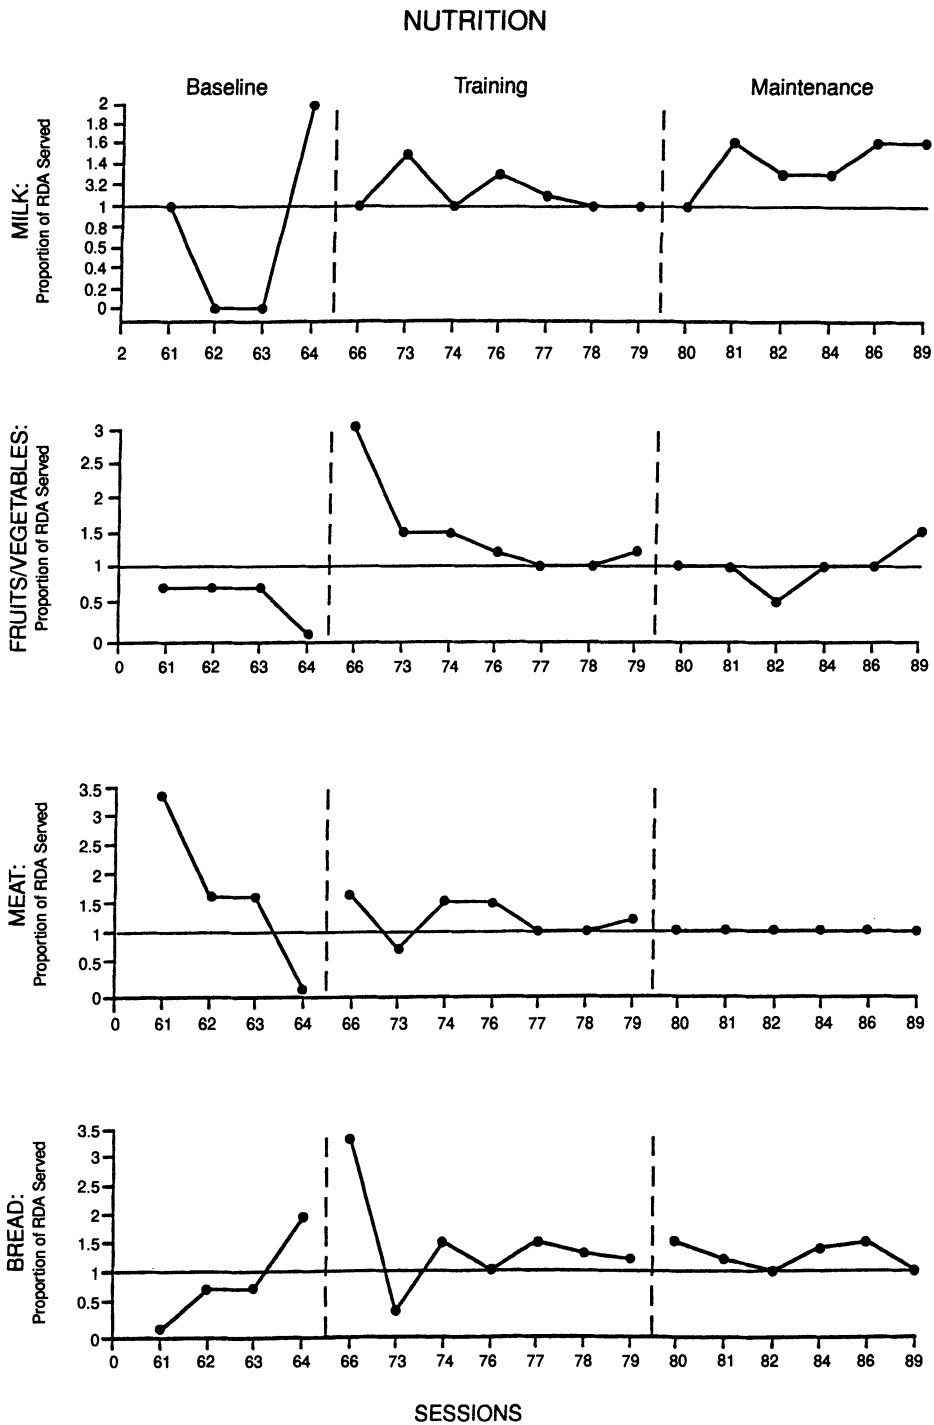 NUTRITION
Baseline Training Maintenance
MILK:
Proportion of RDA Served
2
1.8
1.6
1.4
3.2
1
0.8
0.5
0.4
0.2
0
2 61 62 63 64 66 73 74 76 77 78 79 80 81 82 84 86 89
FRUITS/VEGETABLES:
Proportion of RDA Served
3
2.5
2
1.5
1
0.5
0
0 61 62 63 64 66 73 74 76 77 78 79 80 81 82 84 86 89
MEAT:
Proportion of RDA Served
3.5
3
2.5
2
1.5
1
0.5
0
0 61 62 63 64 66 73 74 76 77 78 79 80 81 82 84 86 89
BREAD:
Proportion of RDA Served
3.5
3
2.5
2
1.5
1
0.5
0
0 61 62 63 64 66 73 74 76 77 78 79 80 81 82 84 86 89
SESSIONS